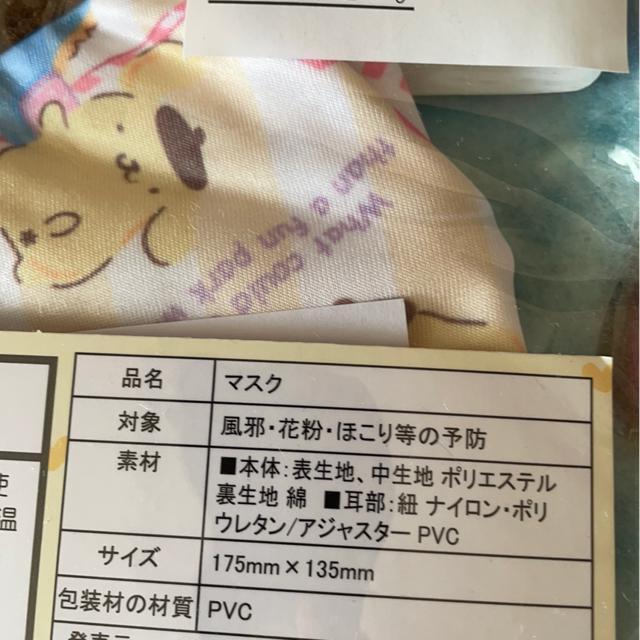 What could
than a fun park
品名 マスク
対象 風邪・花粉・ほこり等の予防
素材 ■本体:表生地、中生地 ポリエステル
裏生地 綿 ■耳部:紐 ナイロン・ポリ
ウレタン/アジャスター PVC
サイズ 175mm×135mm
包装材の材質 PVC
温